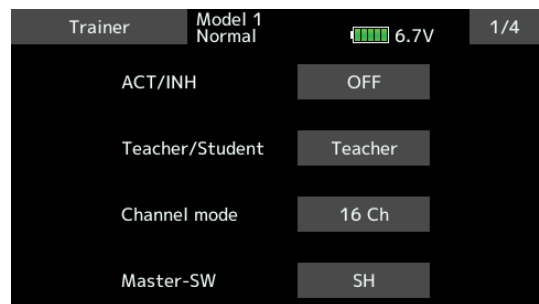 Trainer Model 1 Normal 6.7V 1/4
ACT/INH OFF
Teacher/Student Teacher
Channel mode 16 Ch
Master-SW SH